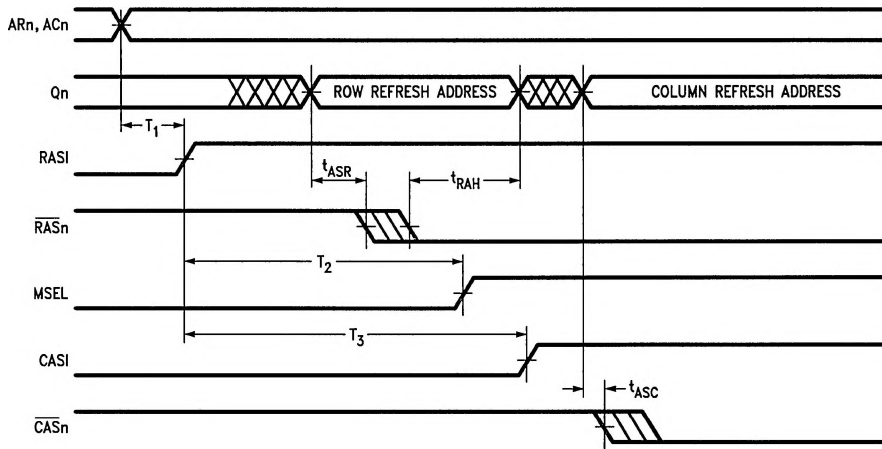 ARn, ACn
Qn
ROW REFRESH ADDRESS
COLUMN REFRESH ADDRESS
T1
RASI
tASR
tRAH
RASn
T2
MSEL
T3
CASI
tASC
CASn